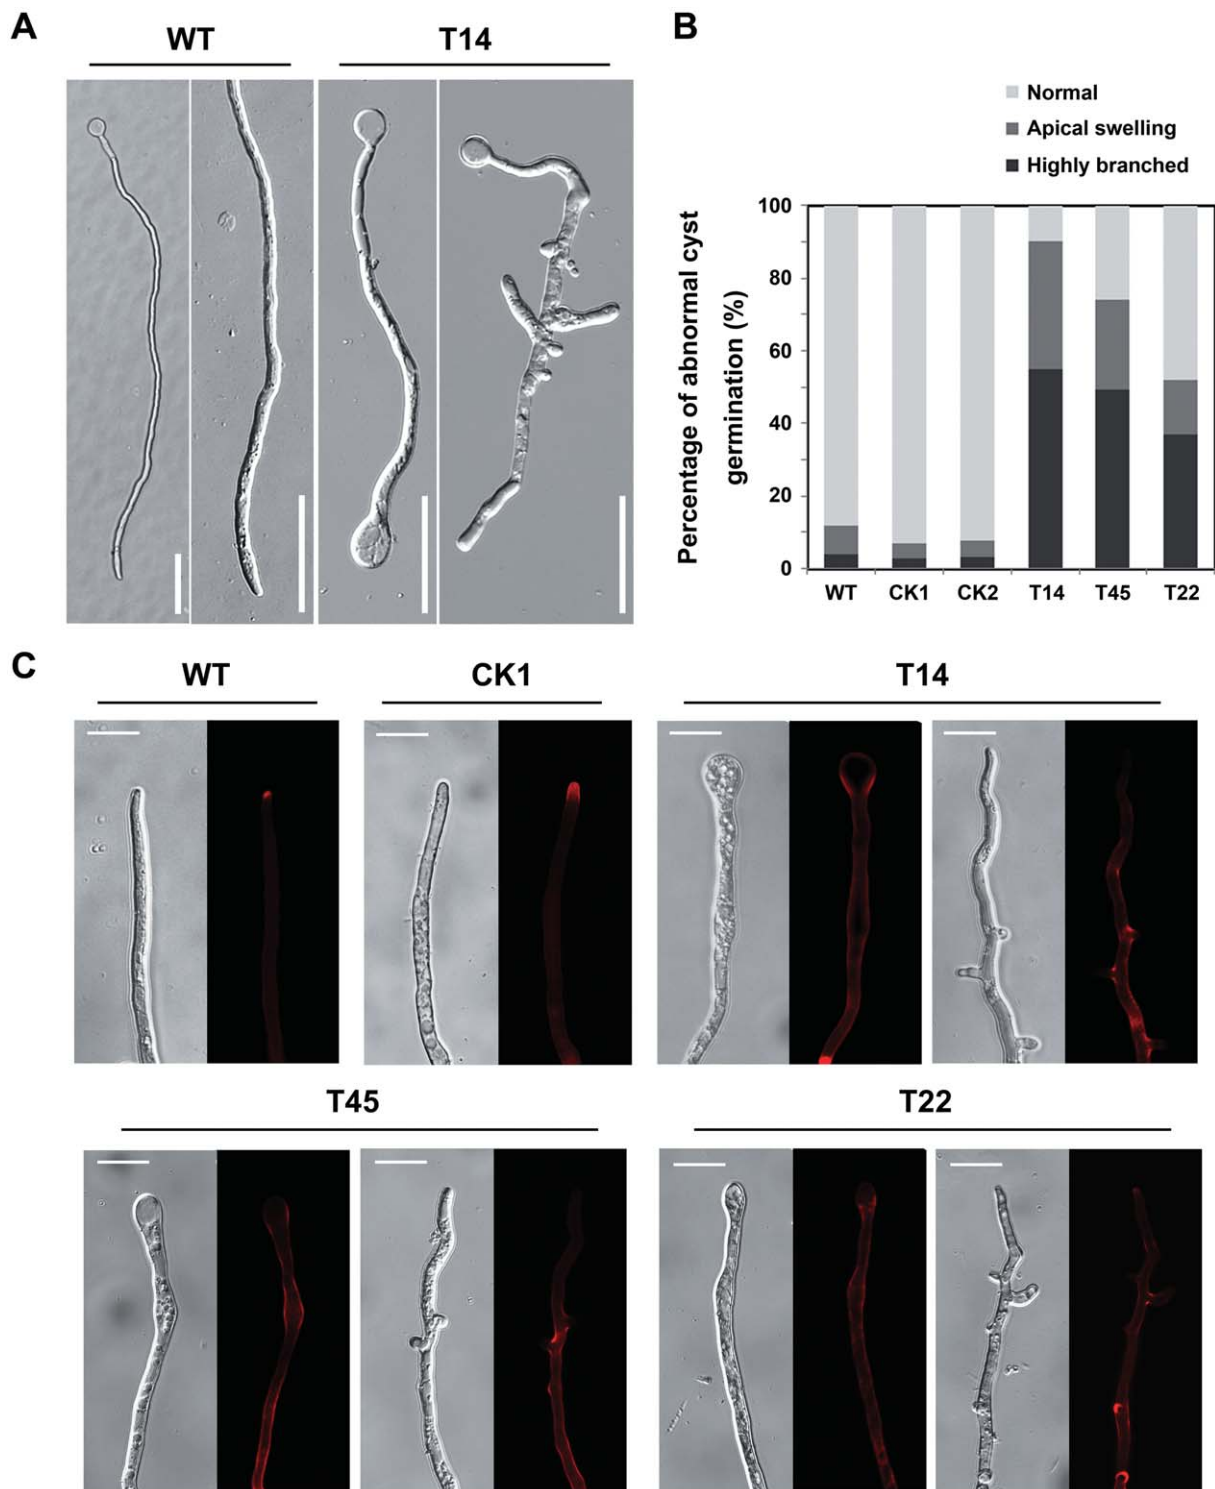 A
WT
T14
B
Normal
Apical swelling
Highly branched
Percentage of abnormal cyst
germination (%)
100
80
60
40
20
0
WT CK1 CK2 T14 T45 T22
C
WT CK1 T14
T45 T22